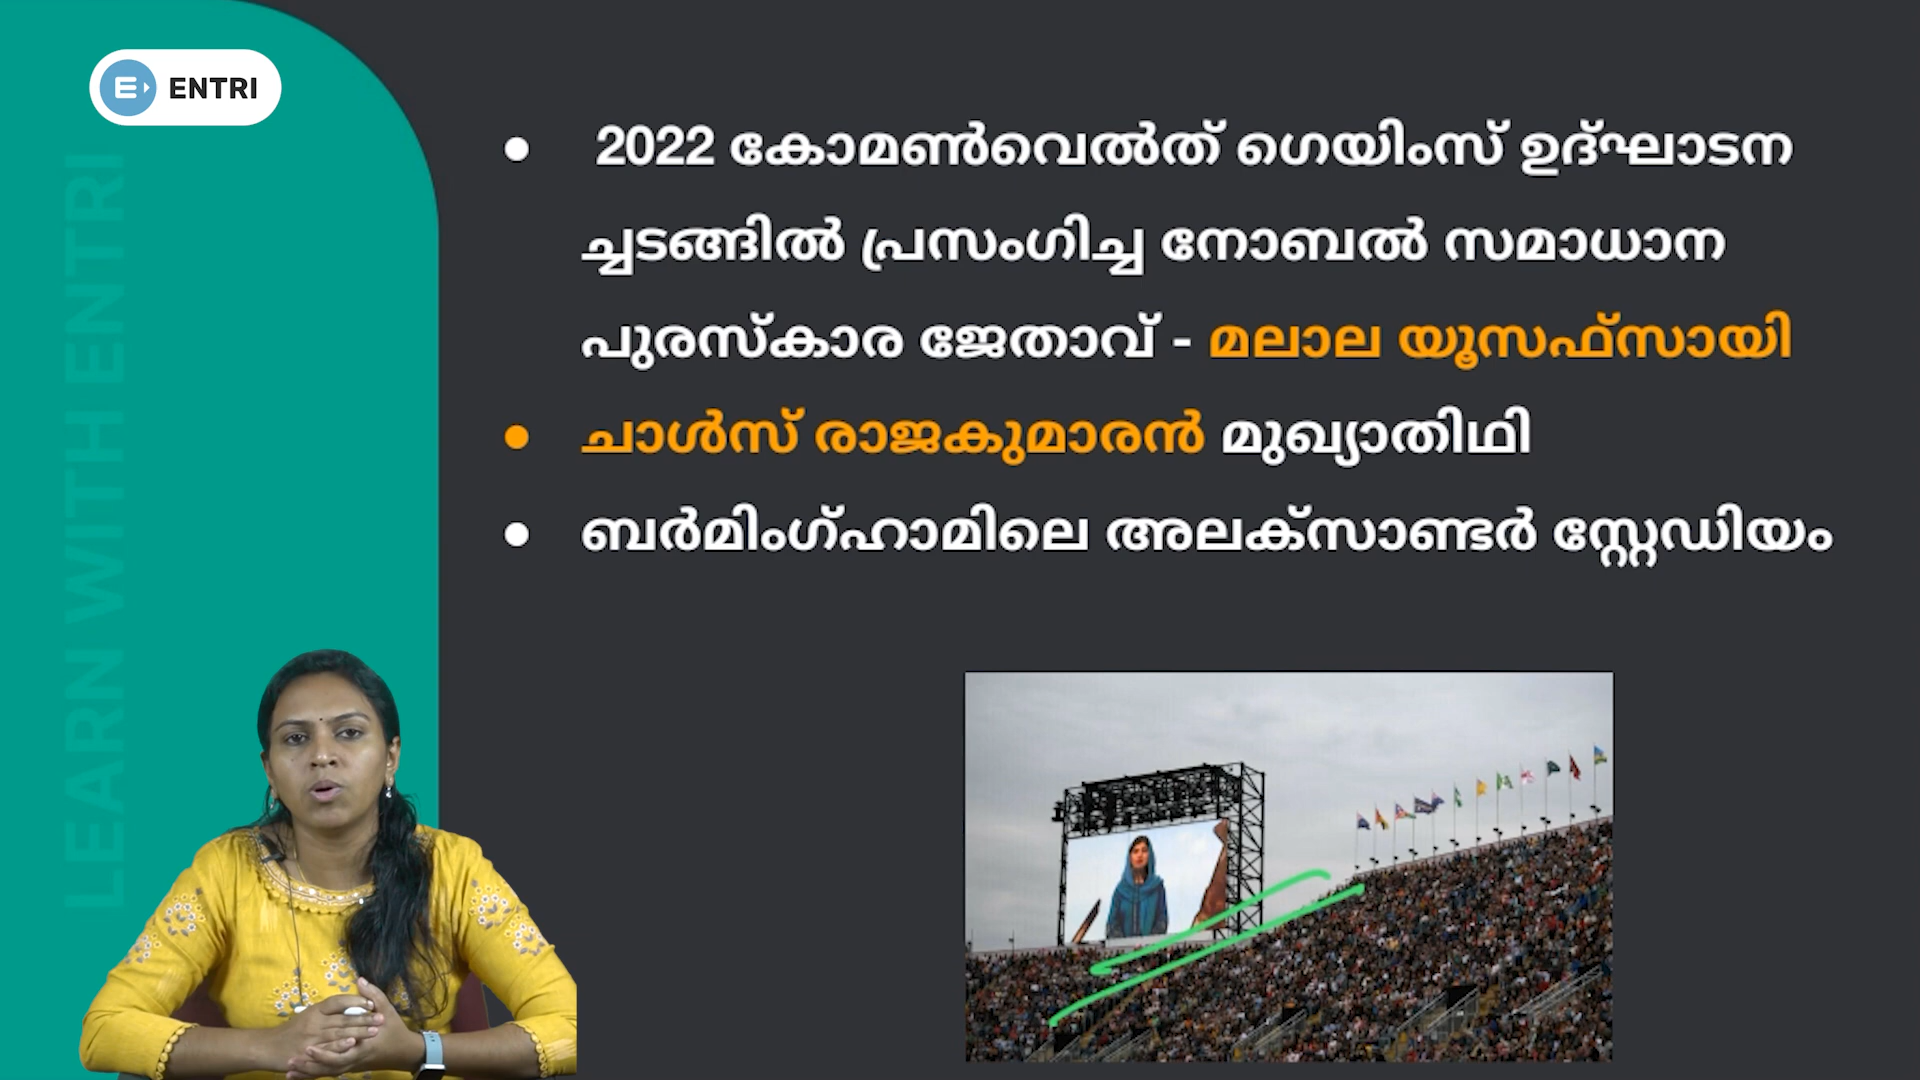 ENTRI
LEARN WITH ENTRI
• 2022 കോമൺവെൽത് ഗെയിംസ് ഉദ്ഘാടന
ച്ചടങ്ങിൽ പ്രസംഗിച്ച നോബൽ സമാധാന
പുരസ്കാര ജേതാവ് - മലാല യൂസഫ്സായി
• ചാൾസ് രാജകുമാരൻ മുഖ്യാതിഥി
• ബർമിംഗ്ഹാമിലെ അലക്സാണ്ടർ സ്റ്റേഡിയം